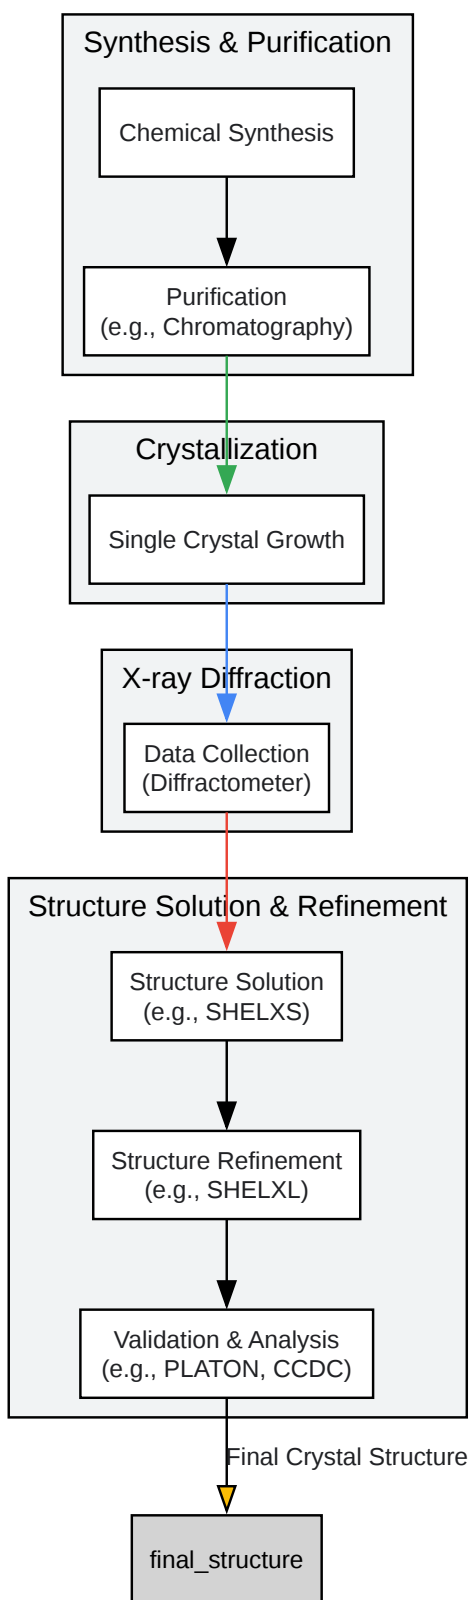 Synthesis & Purification
Chemical Synthesis
Purification
(e.g., Chromatography)
Crystallization
Single Crystal Growth
X-ray Diffraction
Data Collection
(Diffractometer)
Structure Solution & Refinement
Structure Solution
(e.g., SHELXS)
Structure Refinement
(e.g., SHELXL)
Validation & Analysis
(e.g., PLATON, CCDC)
Final Crystal Structure
final_structure